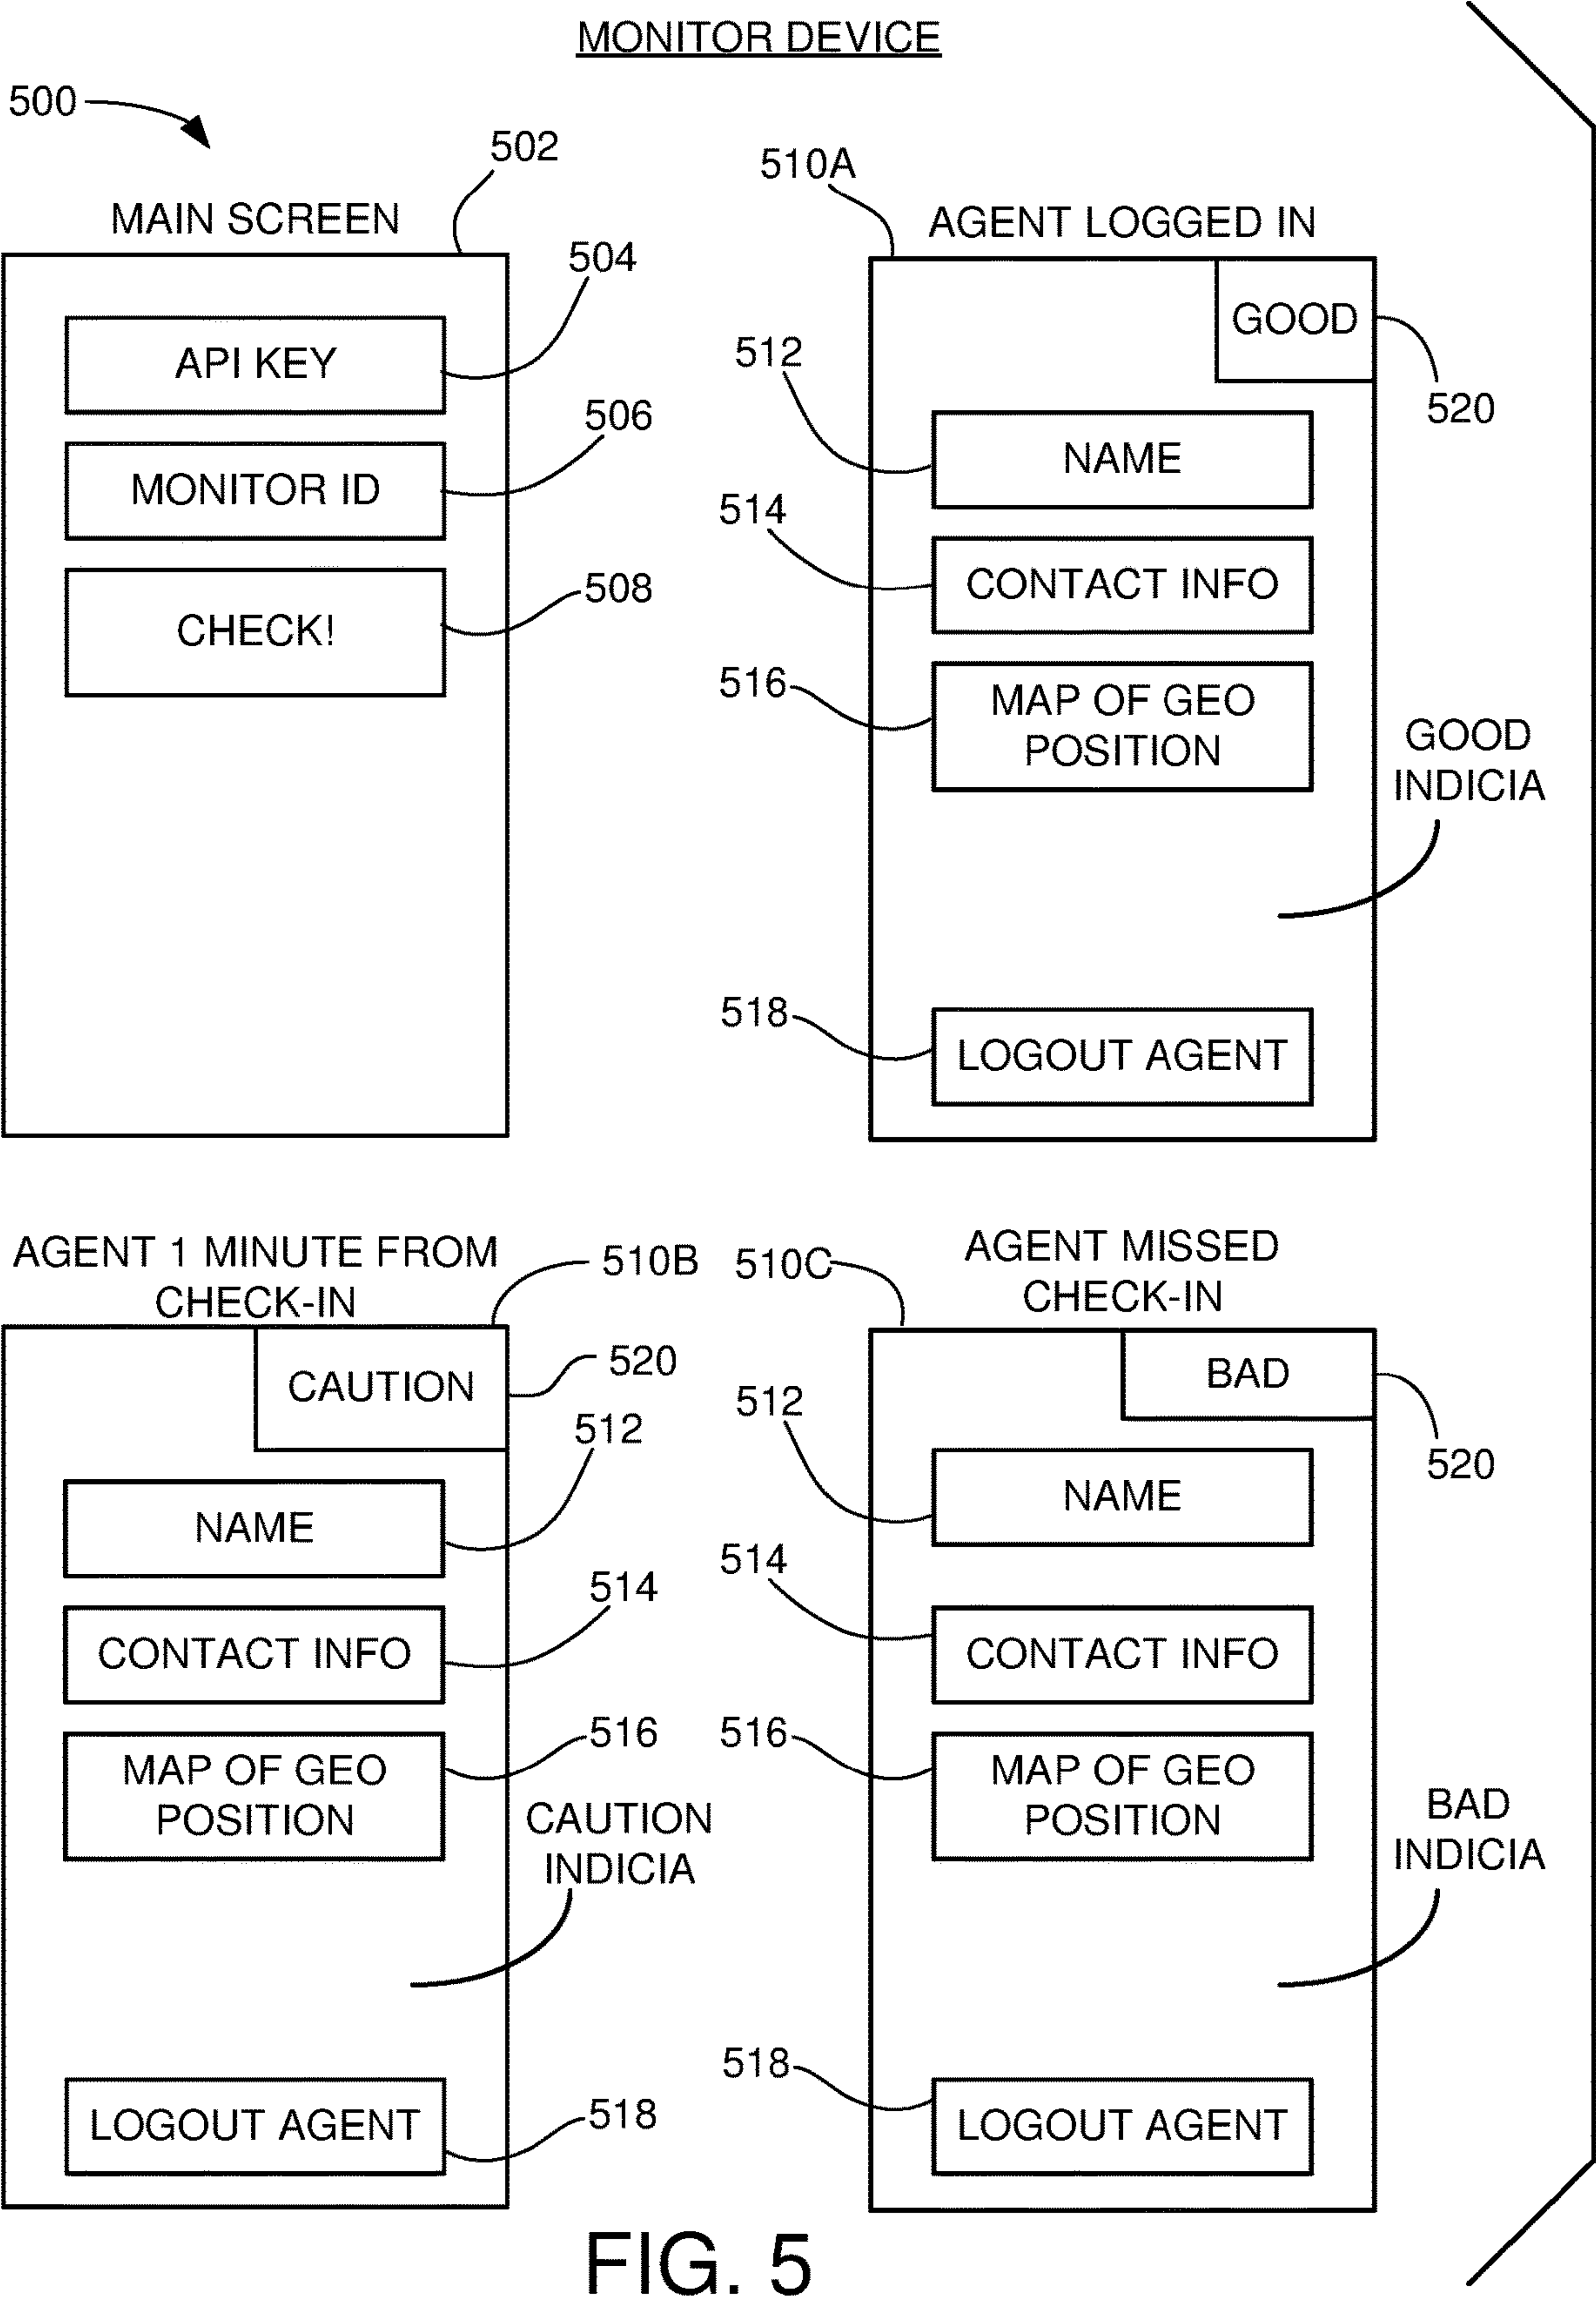 MONITOR DEVICE
500
502
MAIN SCREEN
504
API KEY
506
MONITOR ID
508
CHECK!
510A
AGENT LOGGED IN
GOOD
520
512
NAME
514
CONTACT INFO
516
MAP OF GEO
POSITION
GOOD
INDICIA
518
LOGOUT AGENT
AGENT 1 MINUTE FROM
CHECK-IN
510B
CAUTION
520
512
NAME
514
CONTACT INFO
516
MAP OF GEO
POSITION
CAUTION
INDICIA
LOGOUT AGENT
518
510C
AGENT MISSED
CHECK-IN
BAD
520
512
NAME
514
CONTACT INFO
516
MAP OF GEO
POSITION
BAD
INDICIA
518
LOGOUT AGENT
FIG. 5